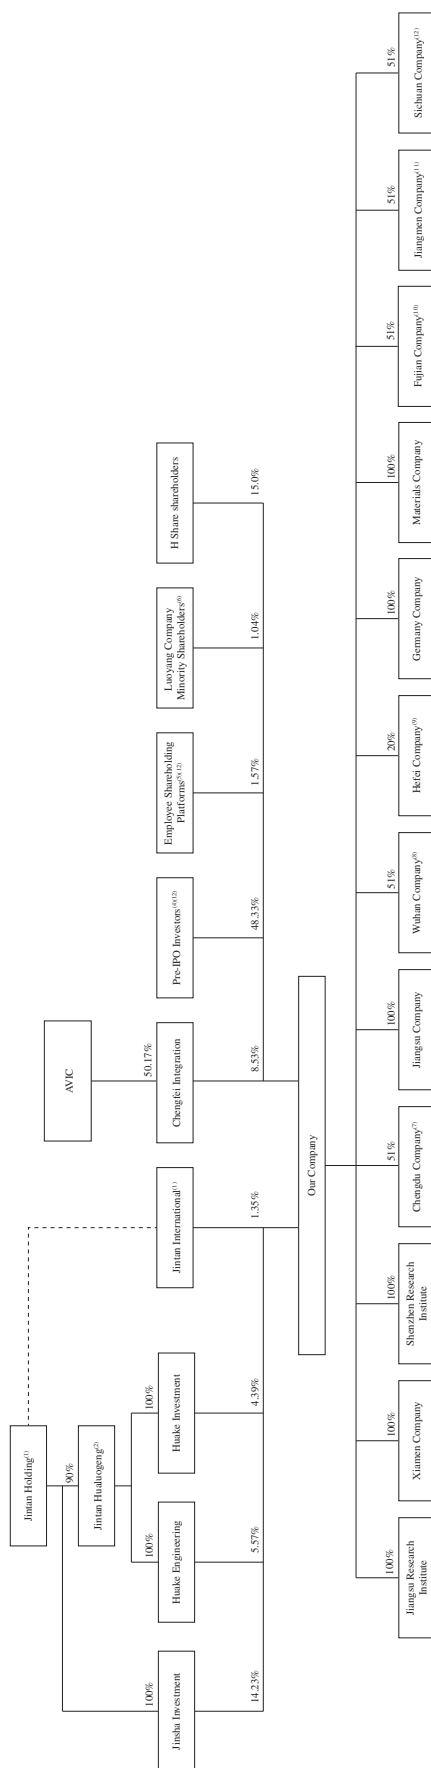 Jintan Holding(1)
90%
Jintan Hualuogeng(2)
AVIC
100%
100%
100%
50.17%
Jinsha Investment
Huake Engineering
Huake Investment
Jintan International(1)
Chengfei Integration
Pre-IPO Investors(4)(12)
Employee Shareholding
Platforms(5)(12)
Luoyang Company
Minority Shareholders(6)
H Share shareholders
14.23%
5.57%
4.39%
1.35%
8.53%
48.33%
1.57%
1.04%
15.0%
Our Company
100%
100%
100%
51%
100%
51%
20%
100%
100%
51%
51%
51%
Jiangsu Research
Institute
Xiamen Company
Shenzhen Research
Institute
Chengdu Company(7)
Jiangsu Company
Wuhan Company(8)
Hefei Company(9)
Germany Company
Materials Company
Fujian Company(10)
Jiangmen Company(11)
Sichuan Company(12)